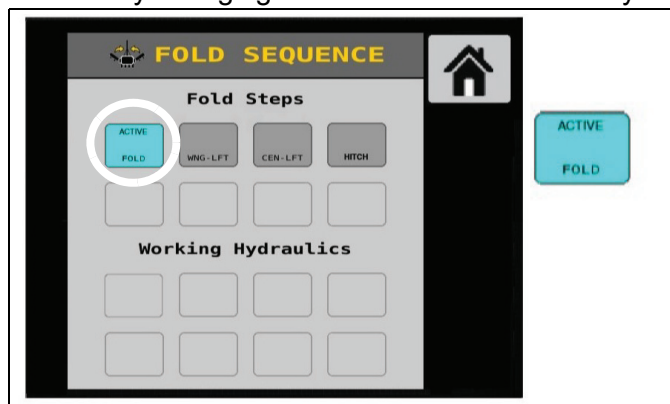 FOLD SEQUENCE
Fold Steps
ACTIVE
FOLD
WNG-LFT
CEN-LFT
HITCH
ACTIVE
FOLD
Working Hydraulics